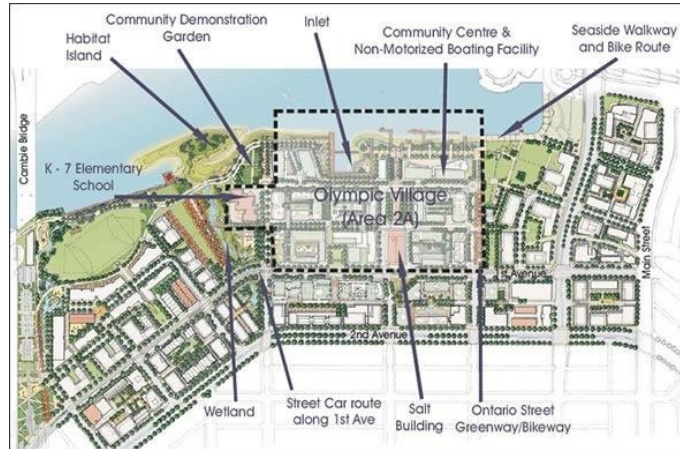 Community Demonstration
Garden
Inlet
Community Centre &
Non-Motorized Boating Facility
Seaside Walkway
and Bike Route
Habitat
Island
Cambie Bridge
K - 7 Elementary
School
Olympic Village
(Area 2A)
Main Street
1st Avenue
2nd Avenue
Wetland
Street Car route
along 1st Ave
Salt
Building
Ontario Street
Greenway/Bikeway